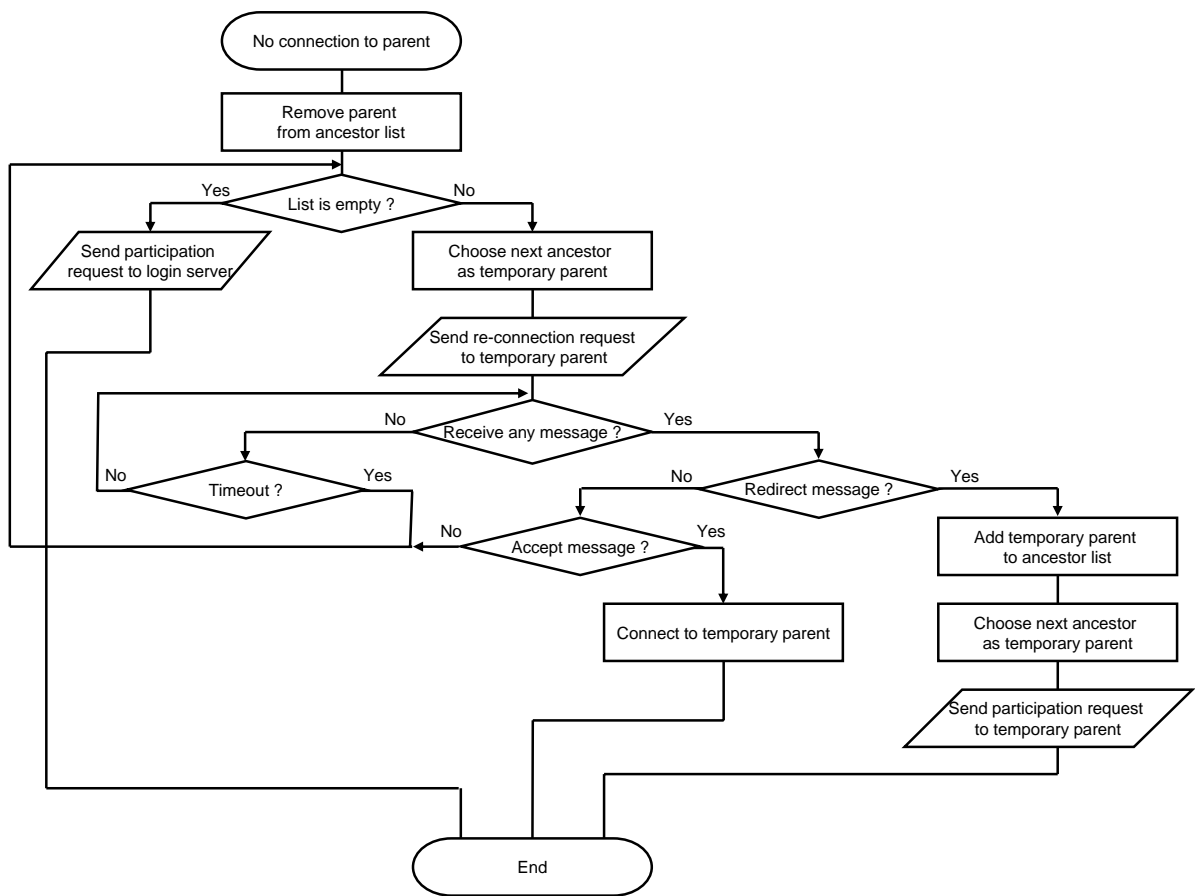 No connection to parent
Remove parent
from ancestor list
Yes
No
List is empty ?
Send participation
request to login server
Choose next ancestor
as temporary parent
Send re-connection request
to temporary parent
No
Yes
Receive any message ?
No
Yes
Timeout ?
No
Yes
Redirect message ?
No
Yes
Accept message ?
Add temporary parent
to ancestor list
Connect to temporary parent
Choose next ancestor
as temporary parent
Send participation request
to temporary parent
End